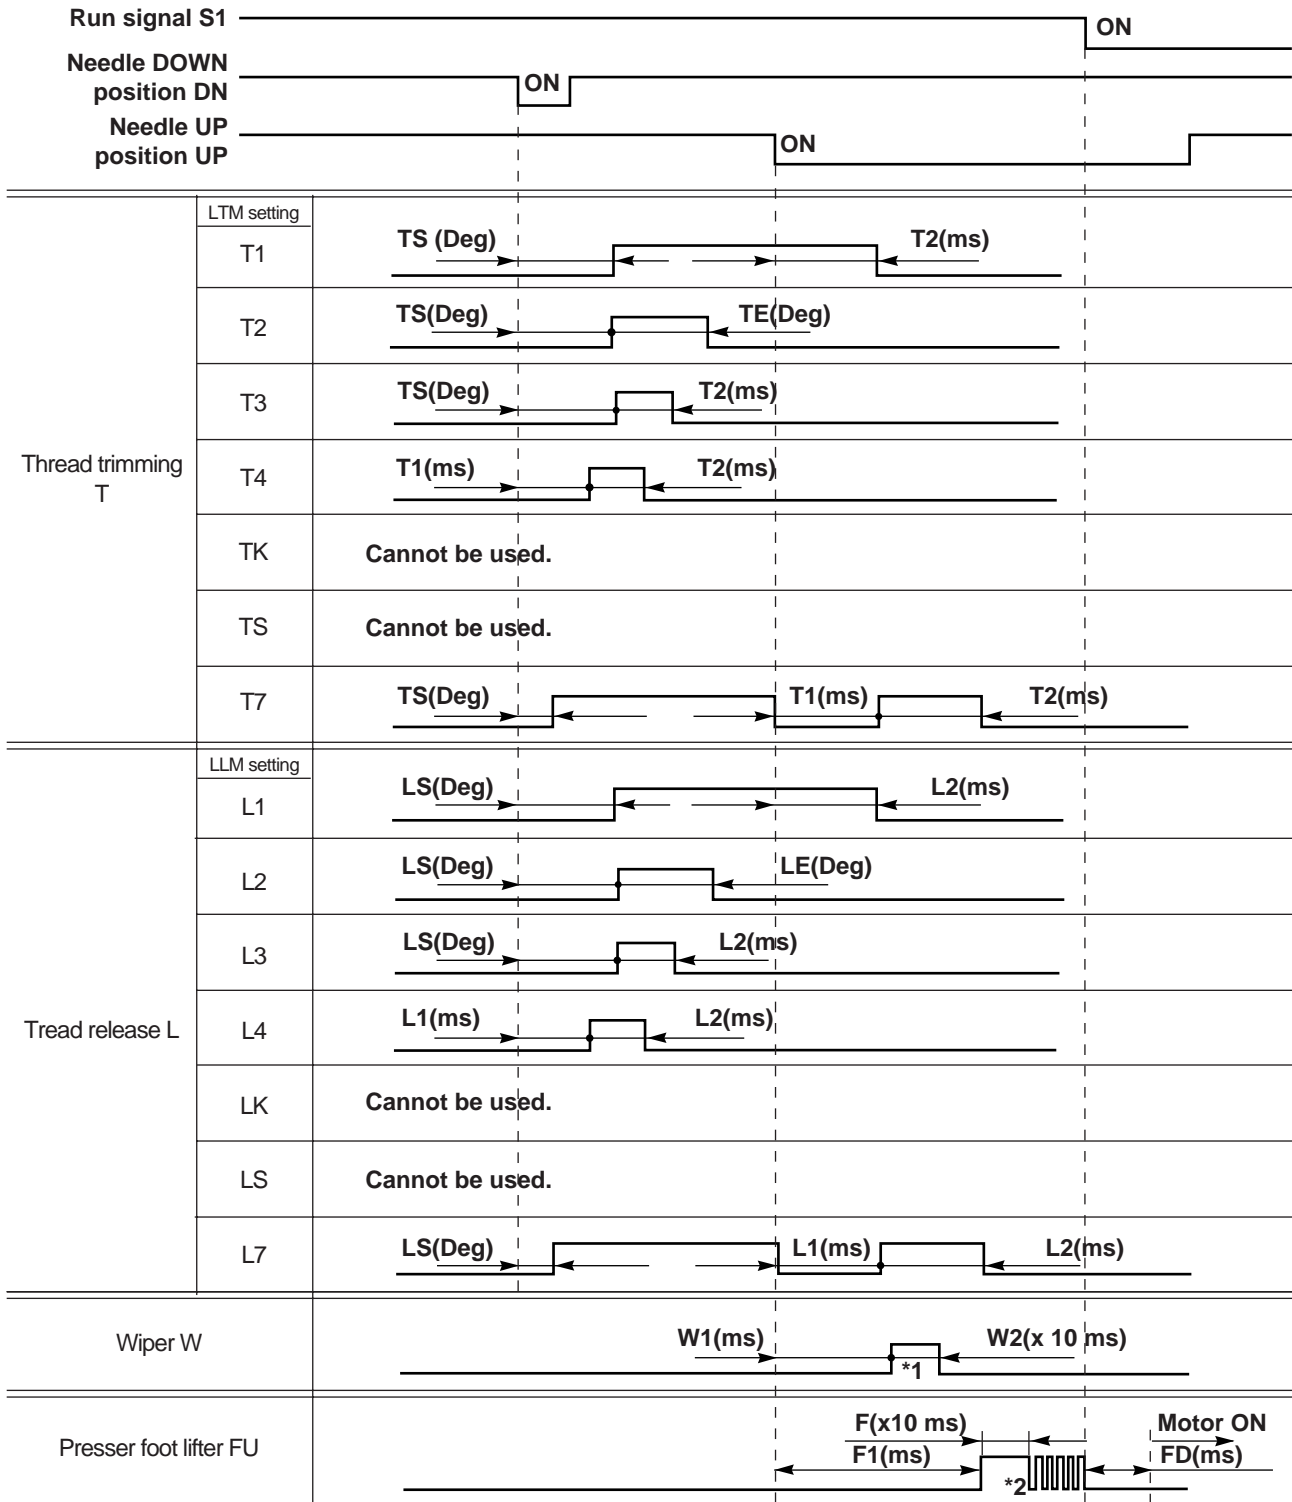 Run signal S1
ON
Needle DOWN
position DN
ON
Needle UP
position UP
ON
LTM setting
T1
TS (Deg)
T2(ms)
T2
TS(Deg)
TE(Deg)
T3
TS(Deg)
T2(ms)
Thread trimming
T
T4
T1(ms)
T2(ms)
TK
Cannot be used.
TS
Cannot be used.
T7
TS(Deg)
T1(ms)
T2(ms)
LLM setting
L1
LS(Deg)
L2(ms)
L2
LS(Deg)
LE(Deg)
L3
LS(Deg)
L2(ms)
Tread release L
L4
L1(ms)
L2(ms)
LK
Cannot be used.
LS
Cannot be used.
L7
LS(Deg)
L1(ms)
L2(ms)
Wiper W
W1(ms)
W2(x 10 ms)
*1
Presser foot lifter FU
F(x10 ms)
Motor ON
F1(ms)
FD(ms)
*2